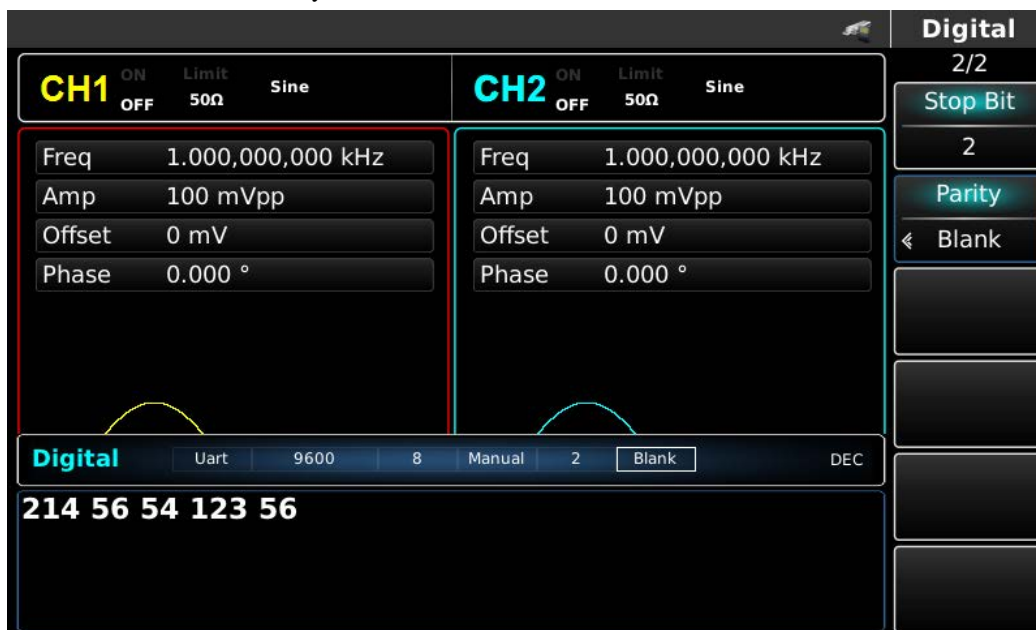 Digital
2/2
CH1 ON OFF Limit 50Ω Sine
CH2 ON OFF Limit 50Ω Sine
Stop Bit
2
Freq 1.000,000,000 kHz
Amp 100 mVpp
Offset 0 mV
Phase 0.000 °
Freq 1.000,000,000 kHz
Amp 100 mVpp
Offset 0 mV
Phase 0.000 °
Parity
Blank
Digital Uart 9600 8 Manual 2 Blank DEC
214 56 54 123 56